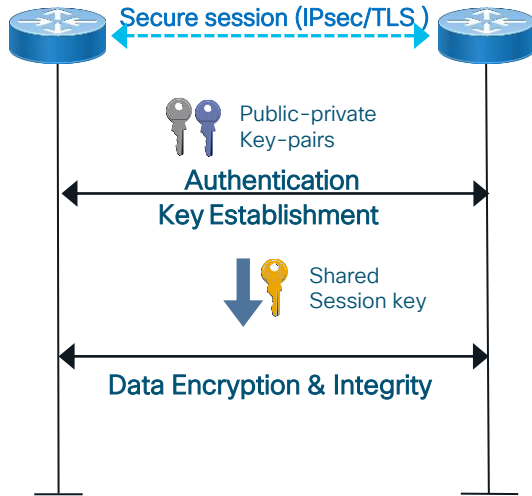 Secure session (IPsec/TLS )
Public-private
Key-pairs
Authentication
Key Establishment
Shared
Session key
Data Encryption & Integrity